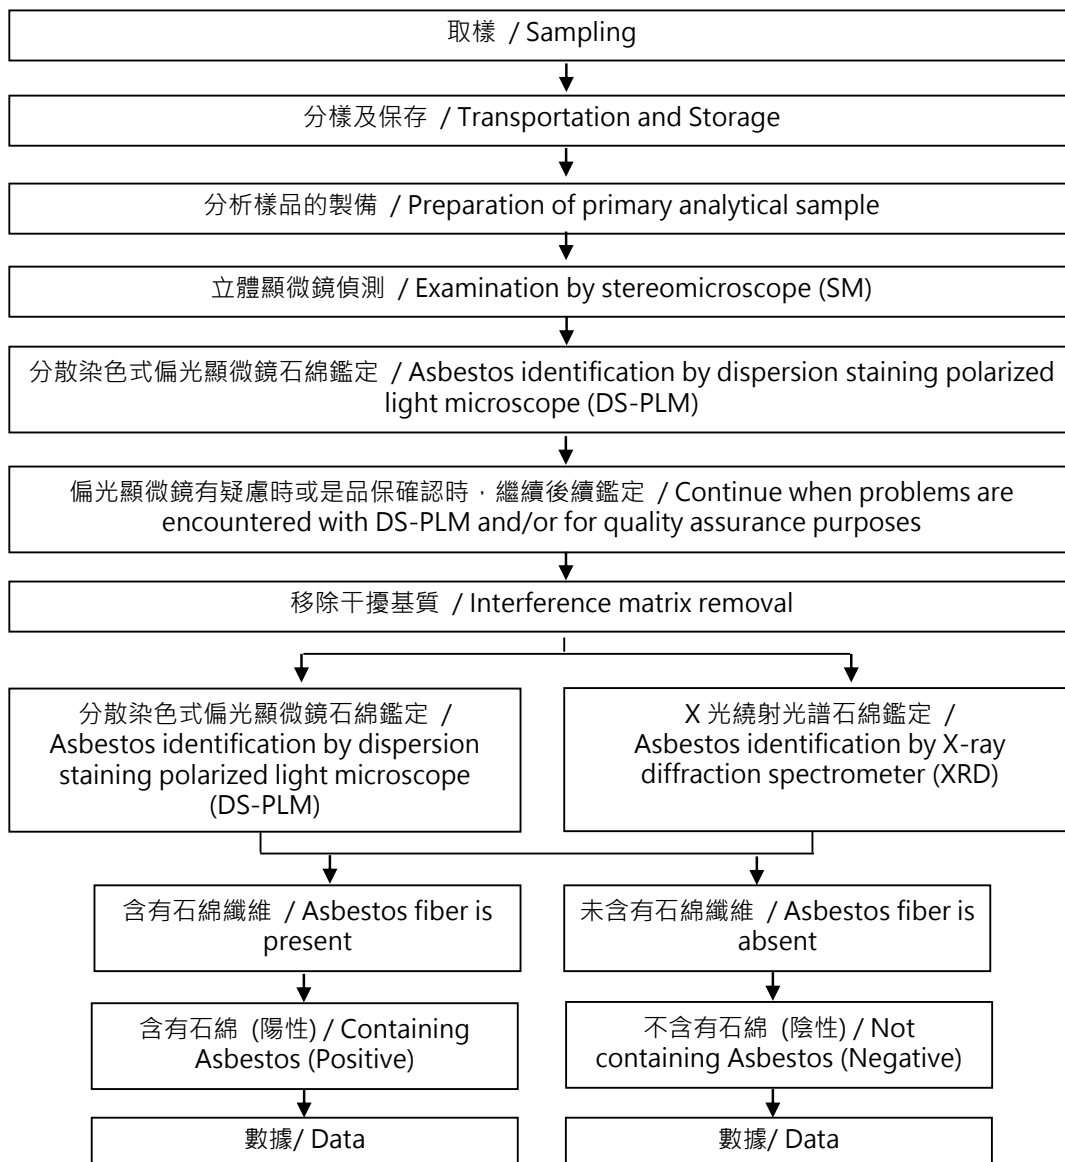 取樣 / Sampling
分樣及保存 / Transportation and Storage
分析樣品的製備 / Preparation of primary analytical sample
立體顯微鏡偵測 / Examination by stereomicroscope (SM)
分散染色式偏光顯微鏡石綿鑑定 / Asbestos identification by dispersion staining polarized
light microscope (DS-PLM)
偏光顯微鏡有疑慮時或是品保確認時，繼續後續鑑定 / Continue when problems are
encountered with DS-PLM and/or for quality assurance purposes
移除干擾基質 / Interference matrix removal
分散染色式偏光顯微鏡石綿鑑定 /
Asbestos identification by dispersion
staining polarized light microscope
(DS-PLM)
X 光繞射光譜石綿鑑定 /
Asbestos identification by X-ray
diffraction spectrometer (XRD)
含有石綿纖維 / Asbestos fiber is
present
未含有石綿纖維 / Asbestos fiber is
absent
含有石綿 (陽性) / Containing
Asbestos (Positive)
不含有石綿 (陰性) / Not
containing Asbestos (Negative)
數據/ Data
數據/ Data